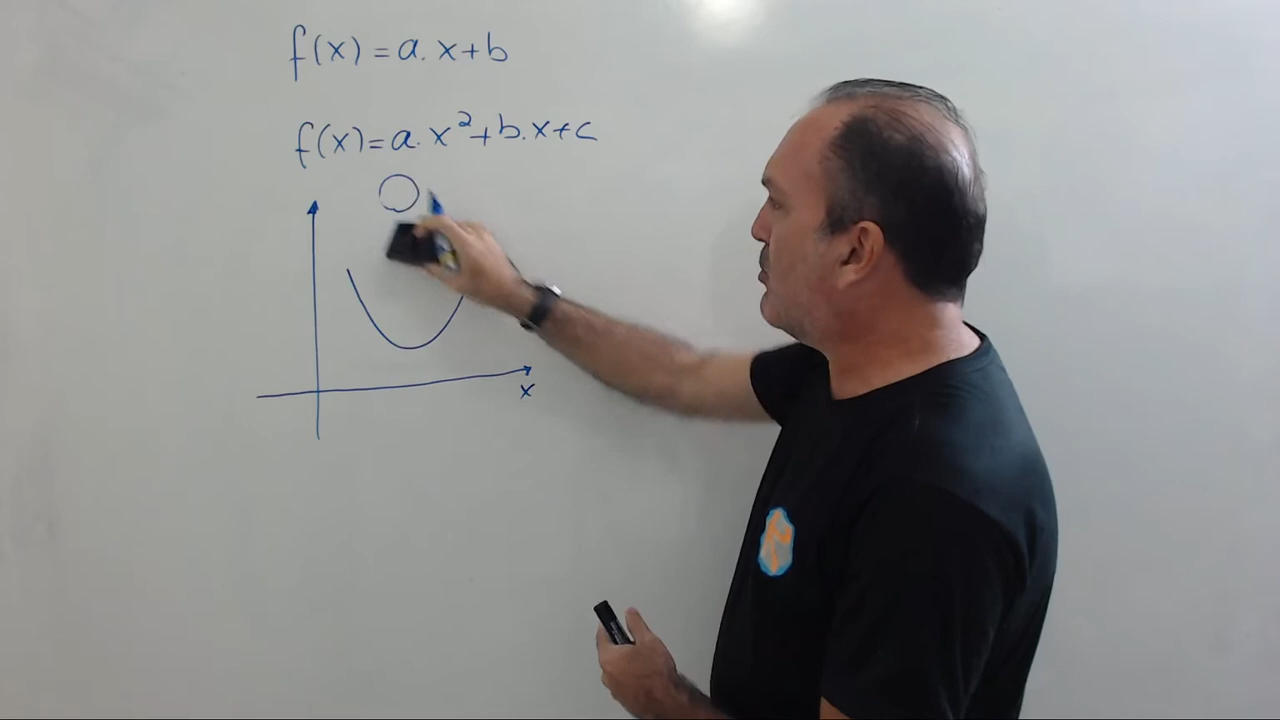 f(x) = a. x+b
f(x)= a. x²+b.x+c
x